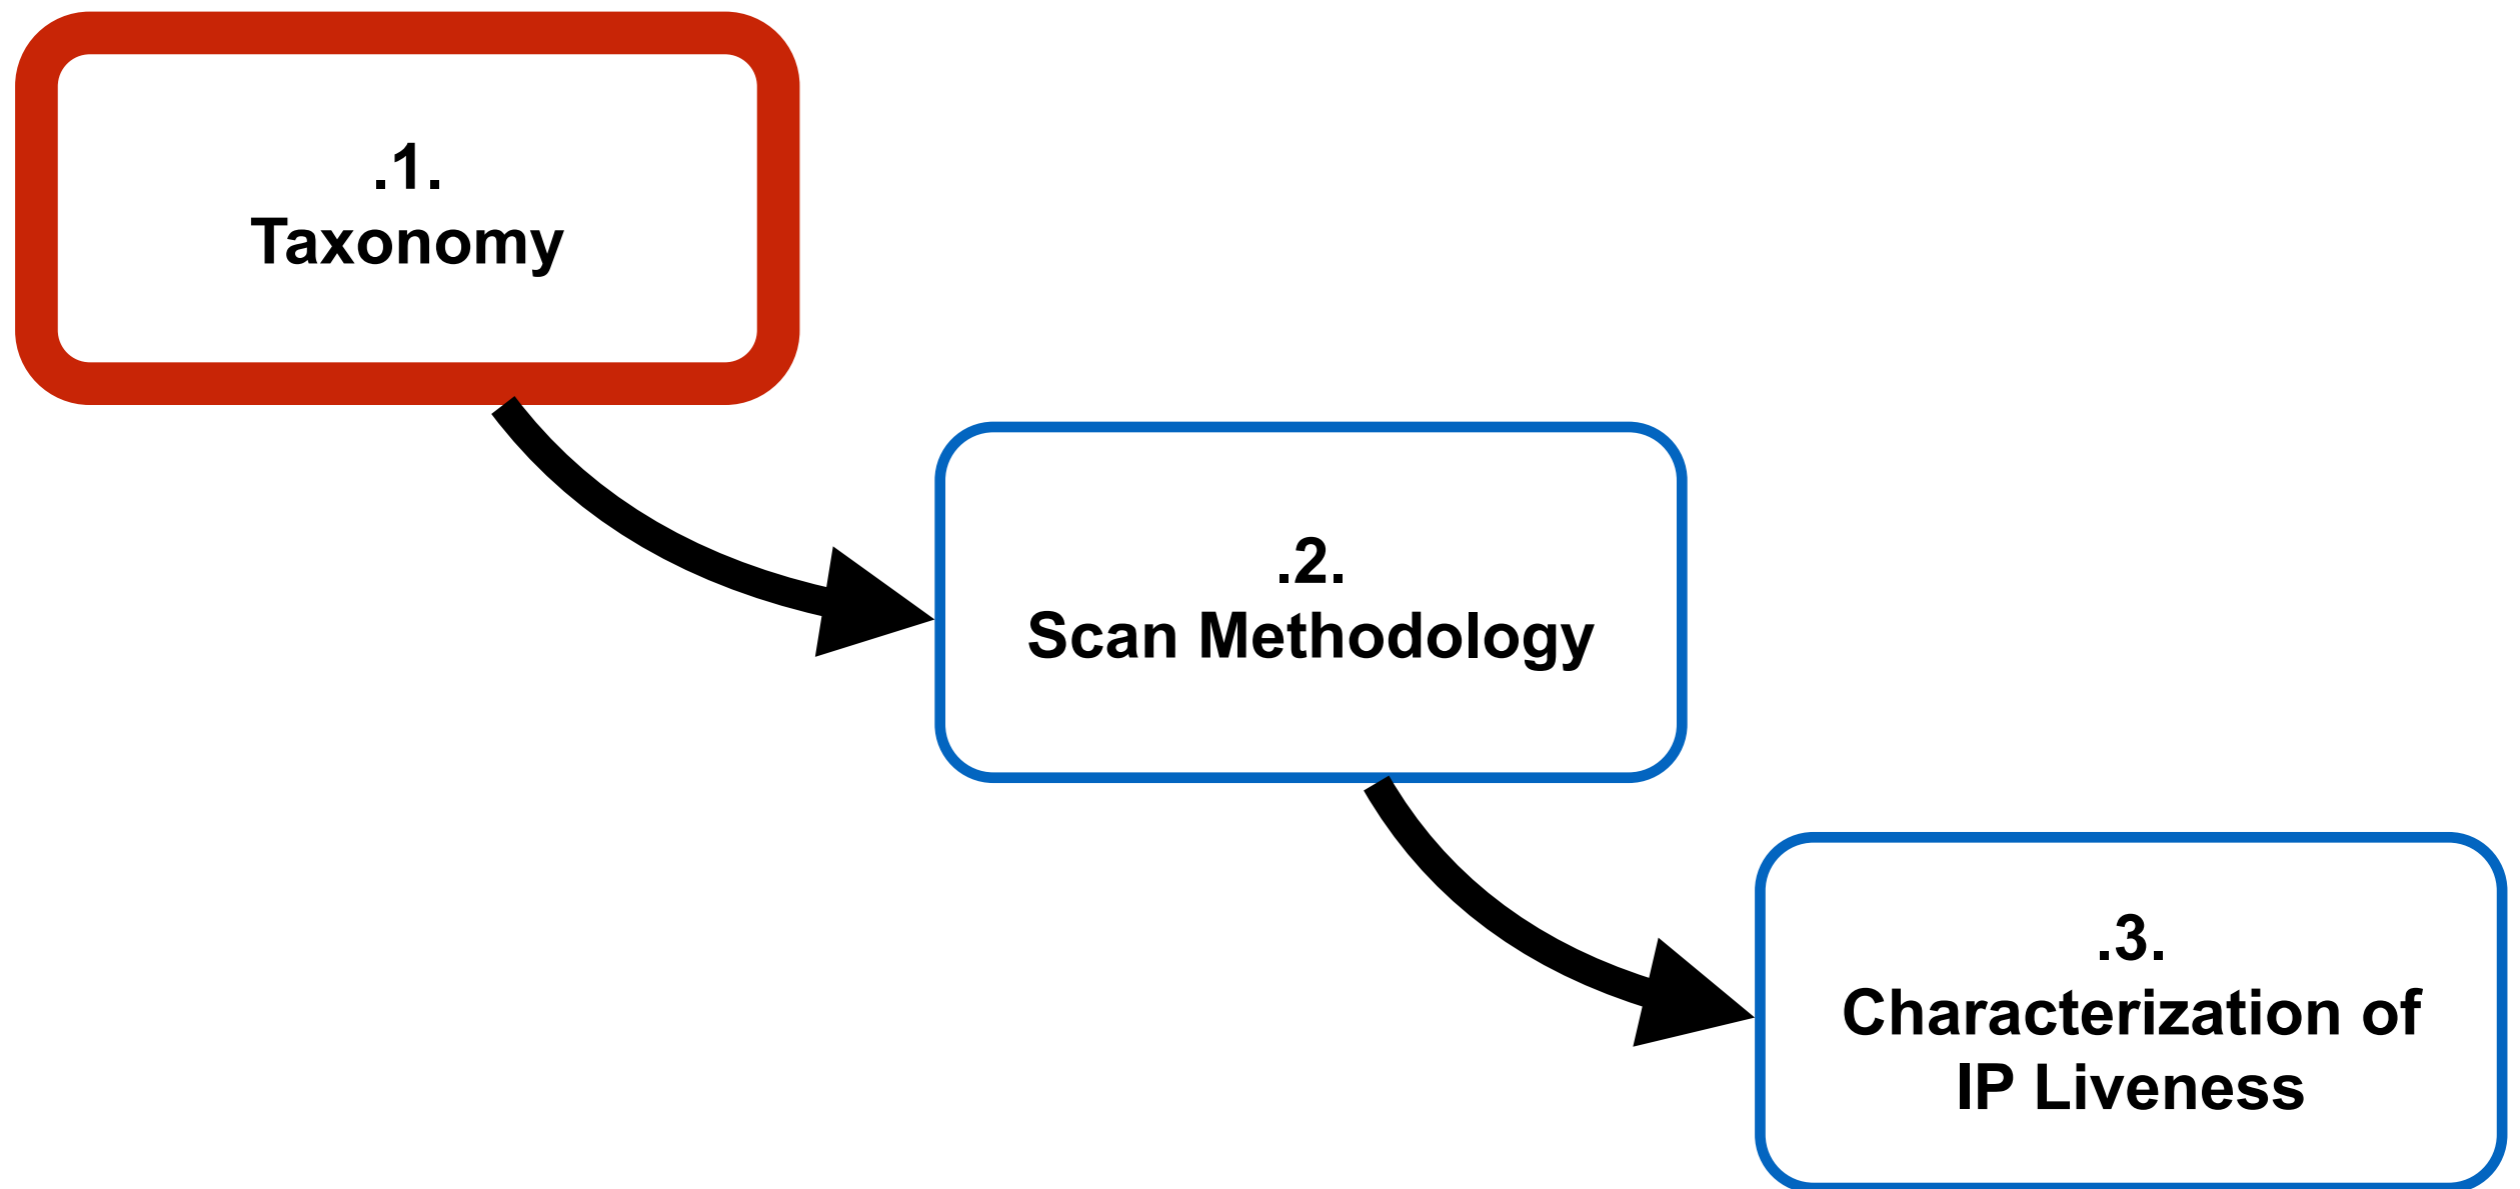 .1.
Taxonomy
.2.
Scan Methodology
.3.
Characterization of
IP Liveness